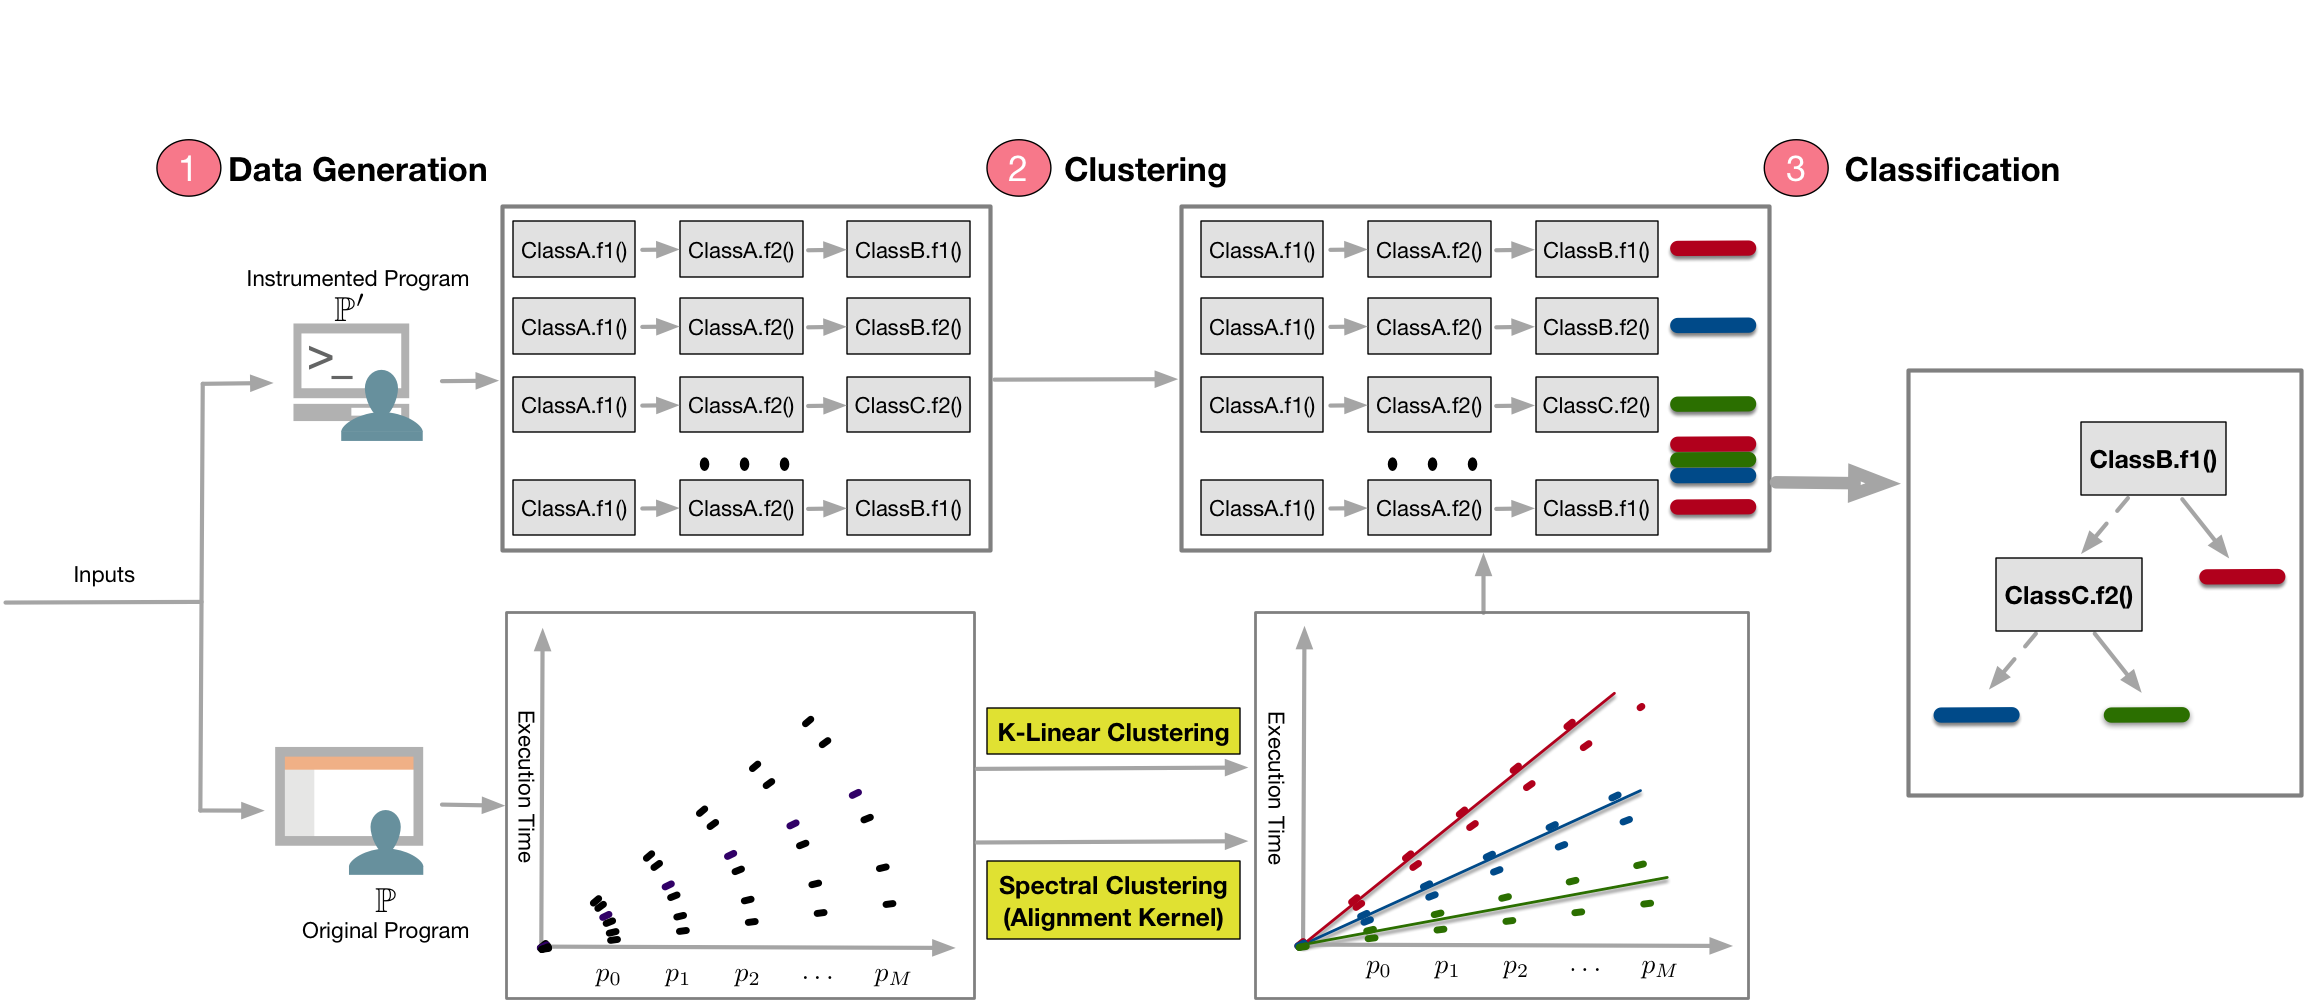 1 Data Generation
2 Clustering
3 Classification
Instrumented Program
ℙ′
>_
ClassA.f1() ClassA.f2() ClassB.f1()
ClassA.f1() ClassA.f2() ClassB.f2()
ClassA.f1() ClassA.f2() ClassC.f2()
• • •
ClassA.f1() ClassA.f2() ClassB.f1()
ClassA.f1() ClassA.f2() ClassB.f1()
ClassA.f1() ClassA.f2() ClassB.f2()
ClassA.f1() ClassA.f2() ClassC.f2()
• • •
ClassA.f1() ClassA.f2() ClassB.f1()
ClassB.f1()
ClassC.f2()
Inputs
ℙ
Original Program
Execution Time
p0 p1 p2 ⋯ pM
K-Linear Clustering
Spectral Clustering
(Alignment Kernel)
Execution Time
p0 p1 p2 ⋯ pM